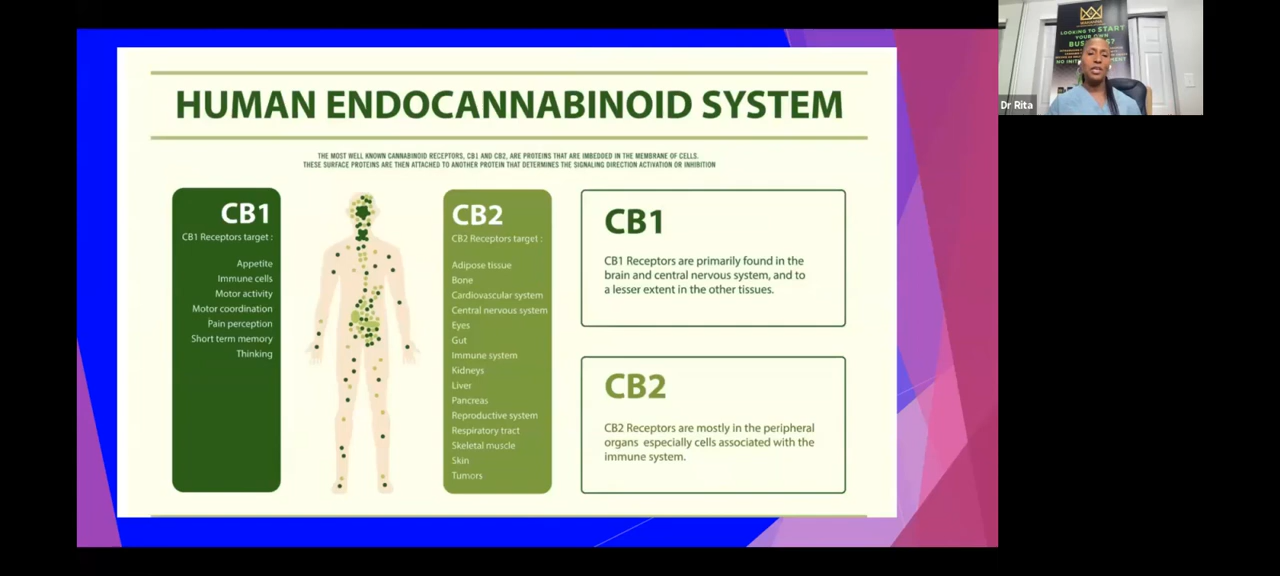 HUMAN ENDOCANNABINOID SYSTEM
THE MOST WELL KNOWN CANNABINOID RECEPTORS, CB1 AND CB2, ARE PROTEINS THAT ARE IMBEDDED IN THE MEMBRANE OF CELLS.
THESE SURFACE PROTEINS ARE THEN ATTACHED TO ANOTHER PROTEIN THAT DETERMINES THE SIGNALING DIRECTION ACTIVATION OR INHIBITION
CB1
CB1 Receptors target :
Appetite
Immune cells
Motor activity
Motor coordination
Pain perception
Short term memory
Thinking
CB2
CB2 Receptors target :
Adipose tissue
Bone
Cardiovascular system
Central nervous system
Eyes
Gut
Immune system
Kidneys
Liver
Pancreas
Reproductive system
Respiratory tract
Skeletal muscle
Skin
Tumors
CB1
CB1 Receptors are primarily found in the
brain and central nervous system, and to
a lesser extent in the other tissues.
CB2
CB2 Receptors are mostly in the peripheral
organs especially cells associated with the
immune system.
LOOKING TO START
YOUR OWN
BUSINESS?
Dr Rita